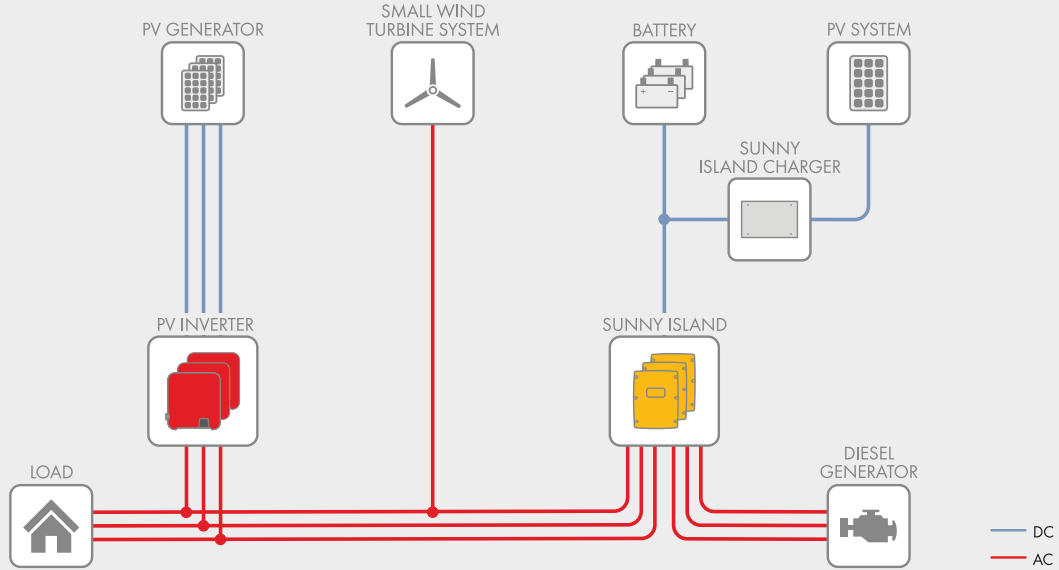 PV GENERATOR
SMALL WIND
TURBINE SYSTEM
BATTERY
PV SYSTEM
SUNNY
ISLAND CHARGER
+ −
PV INVERTER
SUNNY ISLAND
LOAD
DIESEL
GENERATOR
DC
AC